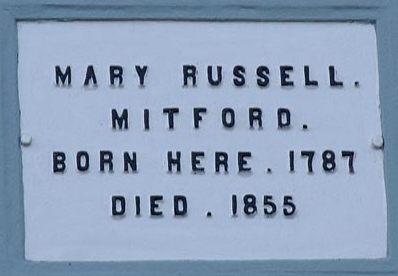 MARY RUSSELL.
MITFORD.
BORN HERE. 1787
DIED. 1855